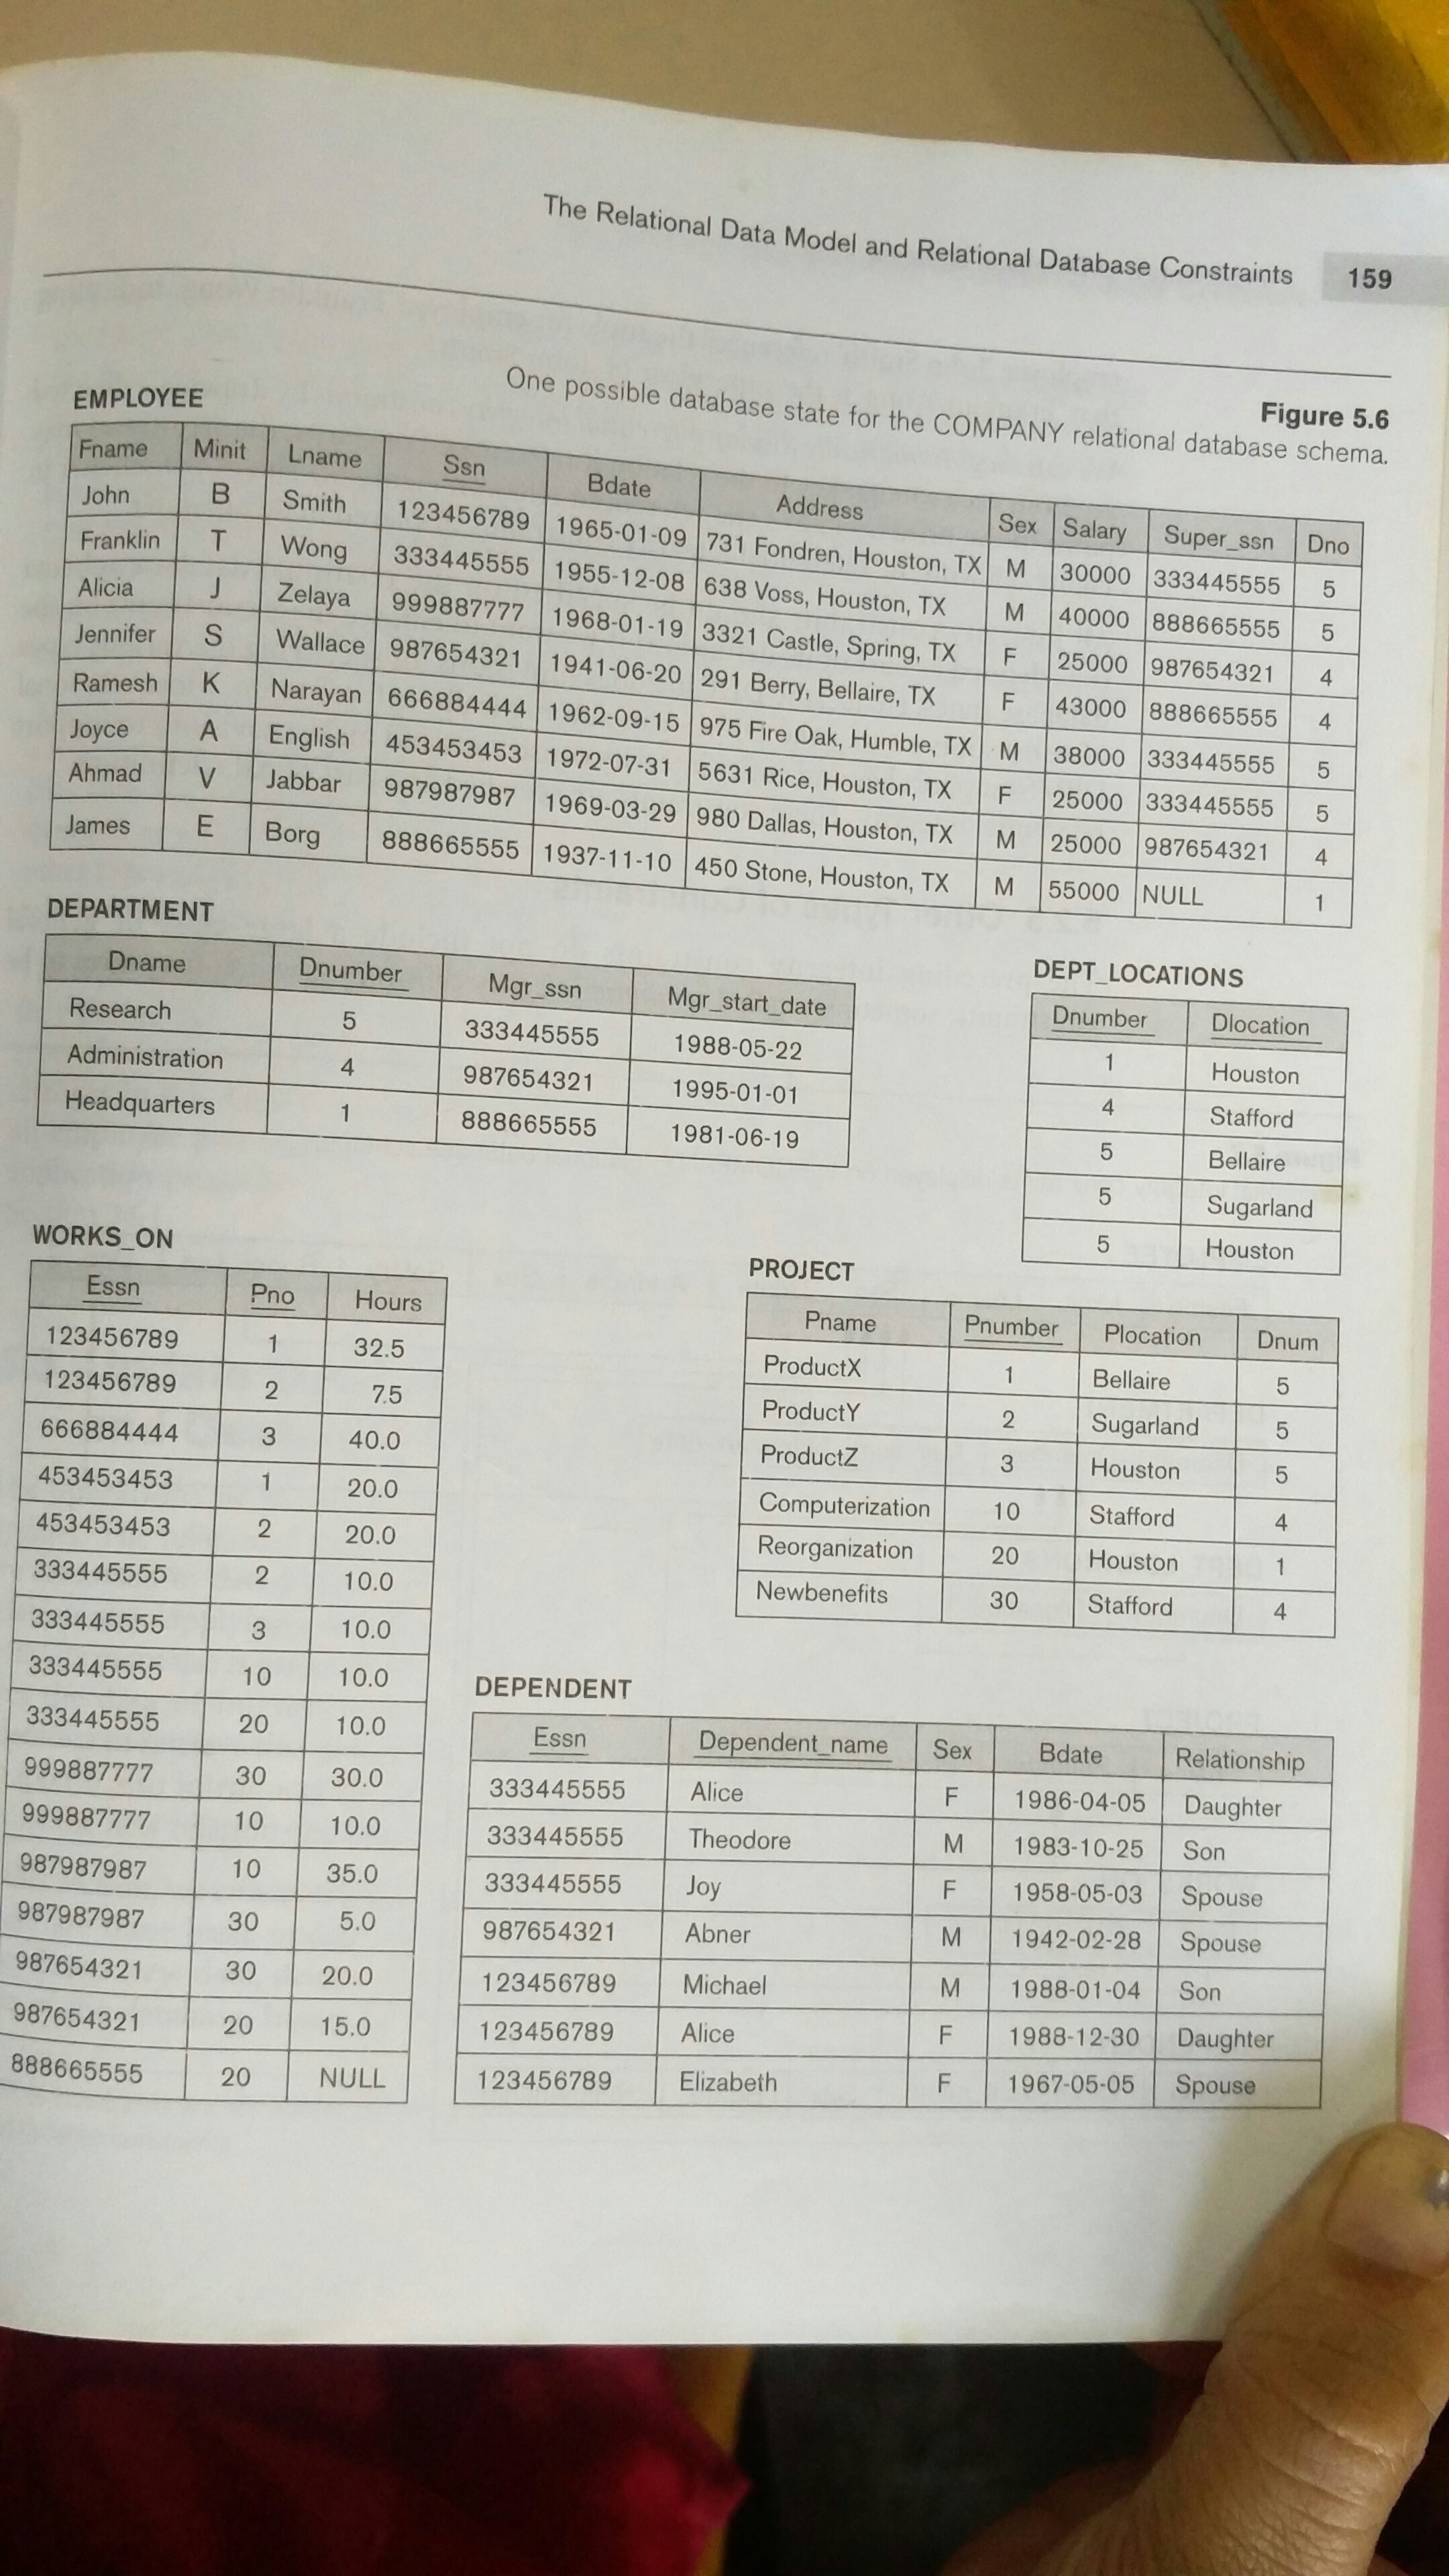 The Relational Data Model and Relational Database Constraints 159
Figure 5.6
One possible database state for the COMPANY relational database schema.
EMPLOYEE
Fname Minit Lname Ssn Bdate Address Sex Salary Super_ssn Dno
John B Smith 123456789 1965-01-09 731 Fondren, Houston, TX M 30000 333445555 5
Franklin T Wong 333445555 1955-12-08 638 Voss, Houston, TX M 40000 888665555 5
Alicia J Zelaya 999887777 1968-01-19 3321 Castle, Spring, TX F 25000 987654321 4
Jennifer S Wallace 987654321 1941-06-20 291 Berry, Bellaire, TX F 43000 888665555 4
Ramesh K Narayan 666884444 1962-09-15 975 Fire Oak, Humble, TX M 38000 333445555 5
Joyce A English 453453453 1972-07-31 5631 Rice, Houston, TX F 25000 333445555 5
Ahmad V Jabbar 987987987 1969-03-29 980 Dallas, Houston, TX M 25000 987654321 4
James E Borg 888665555 1937-11-10 450 Stone, Houston, TX M 55000 NULL 1
DEPARTMENT
Dname Dnumber Mgr_ssn Mgr_start_date
Research 5 333445555 1988-05-22
Administration 4 987654321 1995-01-01
Headquarters 1 888665555 1981-06-19
DEPT_LOCATIONS
Dnumber Dlocation
1 Houston
4 Stafford
5 Bellaire
5 Sugarland
5 Houston
WORKS_ON
Essn Pno Hours
123456789 1 32.5
123456789 2 7.5
666884444 3 40.0
453453453 1 20.0
453453453 2 20.0
333445555 2 10.0
333445555 3 10.0
333445555 10 10.0
333445555 20 10.0
999887777 30 30.0
999887777 10 10.0
987987987 10 35.0
987987987 30 5.0
987654321 30 20.0
987654321 20 15.0
888665555 20 NULL
PROJECT
Pname Pnumber Plocation Dnum
ProductX 1 Bellaire 5
ProductY 2 Sugarland 5
ProductZ 3 Houston 5
Computerization 10 Stafford 4
Reorganization 20 Houston 1
Newbenefits 30 Stafford 4
DEPENDENT
Essn Dependent_name Sex Bdate Relationship
333445555 Alice F 1986-04-05 Daughter
333445555 Theodore M 1983-10-25 Son
333445555 Joy F 1958-05-03 Spouse
987654321 Abner M 1942-02-28 Spouse
123456789 Michael M 1988-01-04 Son
123456789 Alice F 1988-12-30 Daughter
123456789 Elizabeth F 1967-05-05 Spouse